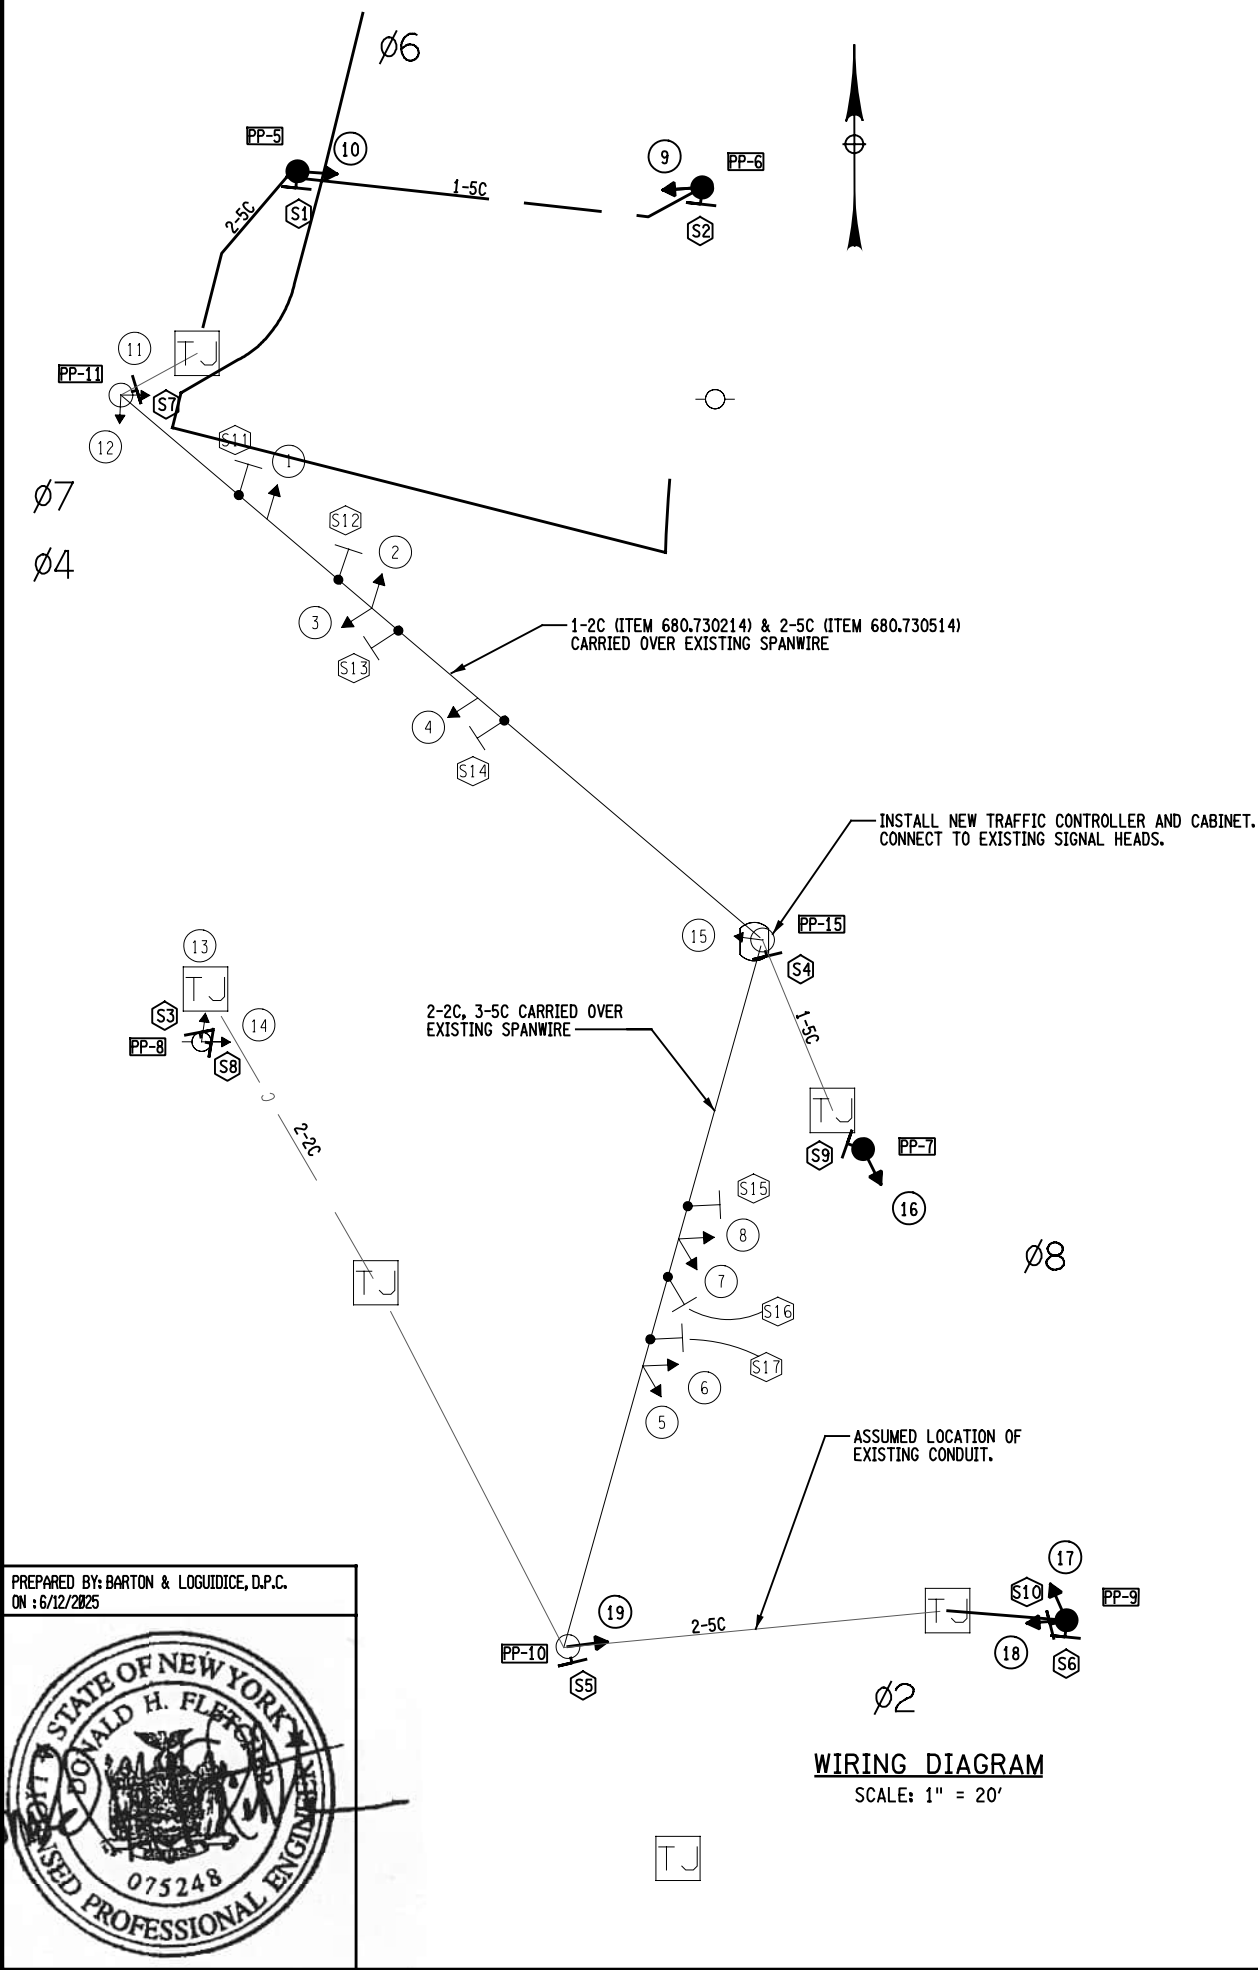 Ø6
PP-5
10
9
PP-6
1-5C
2-5C
S1
S2
11
TJ
PP-11
S7
12
S11
1
Ø7
S12
2
Ø4
3
1-2C (ITEM 680.730214) & 2-5C (ITEM 680.730514)
CARRIED OVER EXISTING SPANWIRE
S13
4
S14
INSTALL NEW TRAFFIC CONTROLLER AND CABINET.
CONNECT TO EXISTING SIGNAL HEADS.
PP-15
15
13
S4
TJ
S3
14
2-2C, 3-5C CARRIED OVER
EXISTING SPANWIRE
1-5C
PP-8
S8
TJ
2-2C
S9
PP-7
S15
16
8
Ø8
TJ
7
S16
S17
6
5
ASSUMED LOCATION OF
EXISTING CONDUIT.
17
PREPARED BY: BARTON & LOGUIDICE, D.P.C.
ON : 6/12/2025
S10
PP-9
TJ
19
2-5C
PP-10
18
S6
S5
Ø2
STATE OF NEW YORK
DONALD H. FLETCHER
LICENSED PROFESSIONAL ENGINEER
075248
WIRING DIAGRAM
SCALE: 1" = 20'
TJ